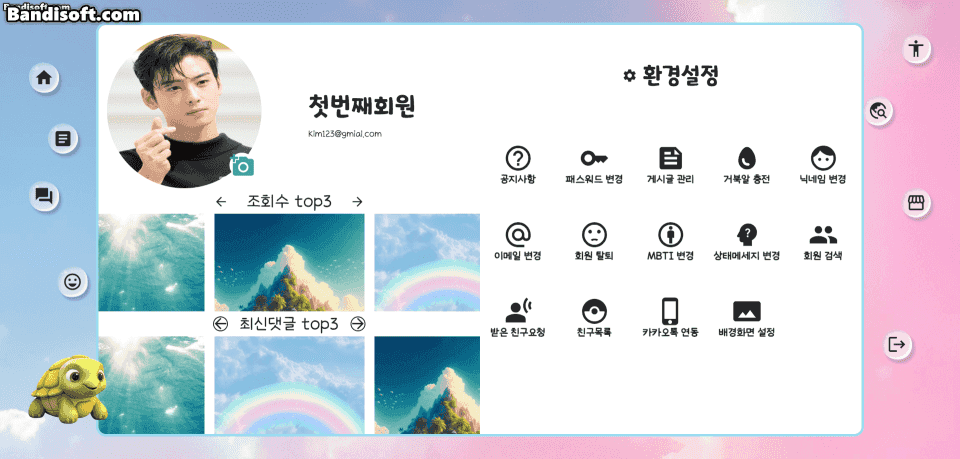 Bandisoft.com
Bandisoft.com
첫번째회원
Kim123@gmial.com
조회수 top3
최신댓글 top3
환경설정
공지사항 패스워드 변경 게시글 관리 거북알 충전 닉네임 변경
이메일 변경 회원 탈퇴 MBTI 변경 상태메세지 변경 회원 검색
받은 친구요청 친구목록 카카오톡 연동 배경화면 설정